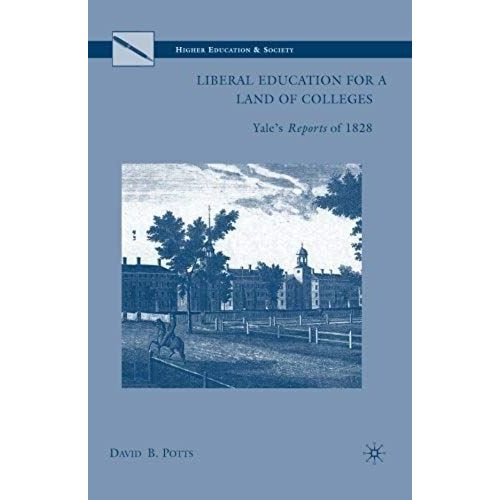 HIGHER EDUCATION & SOCIETY
LIBERAL EDUCATION FOR A
LAND OF COLLEGES
Yale's Reports of 1828
DAVID B. POTTS